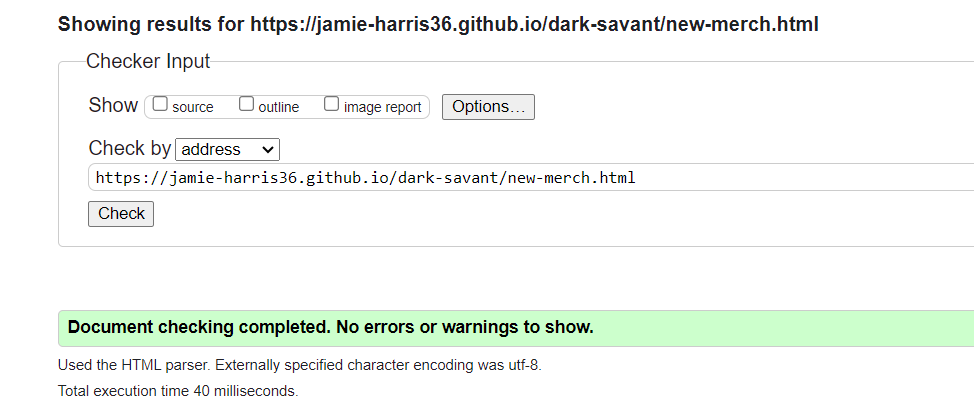 Showing results for https://jamie-harris36.github.io/dark-savant/new-merch.html
Checker Input
Show source outline image report Options...
Check by address
https://jamie-harris36.github.io/dark-savant/new-merch.html
Check
Document checking completed. No errors or warnings to show.
Used the HTML parser. Externally specified character encoding was utf-8.
Total execution time 40 milliseconds.